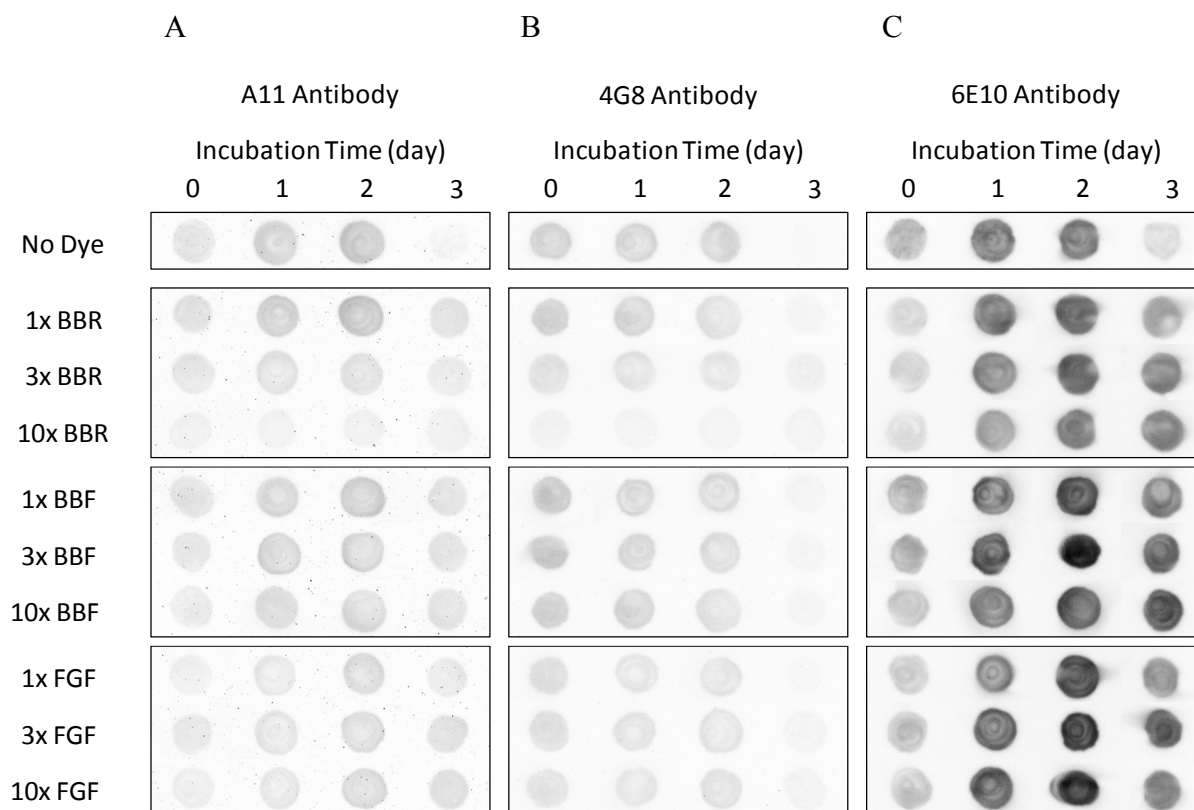 A B C
A11 Antibody 4G8 Antibody 6E10 Antibody
Incubation Time (day) Incubation Time (day) Incubation Time (day)
0 1 2 3 0 1 2 3 0 1 2 3
No Dye
1x BBR
3x BBR
10x BBR
1x BBF
3x BBF
10x BBF
1x FGF
3x FGF
10x FGF